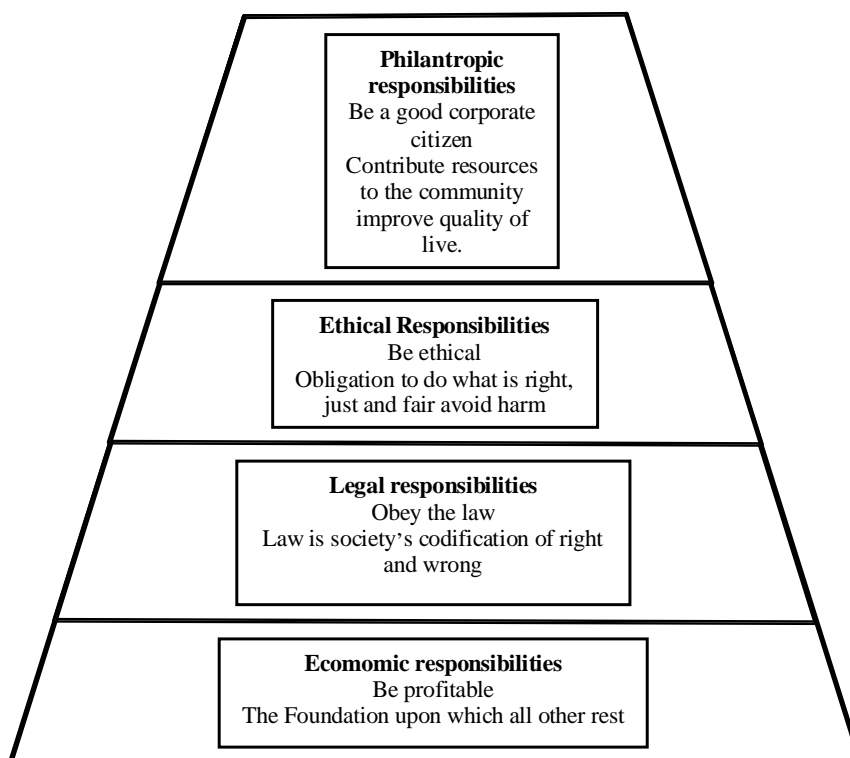 Philantropic
responsibilities
Be a good corporate
citizen
Contribute resources
to the community
improve quality of
live.
Ethical Responsibilities
Be ethical
Obligation to do what is right,
just and fair avoid harm
Legal responsibilities
Obey the law
Law is society‘s codification of right
and wrong
Ecomomic responsibilities
Be profitable
The Foundation upon which all other rest